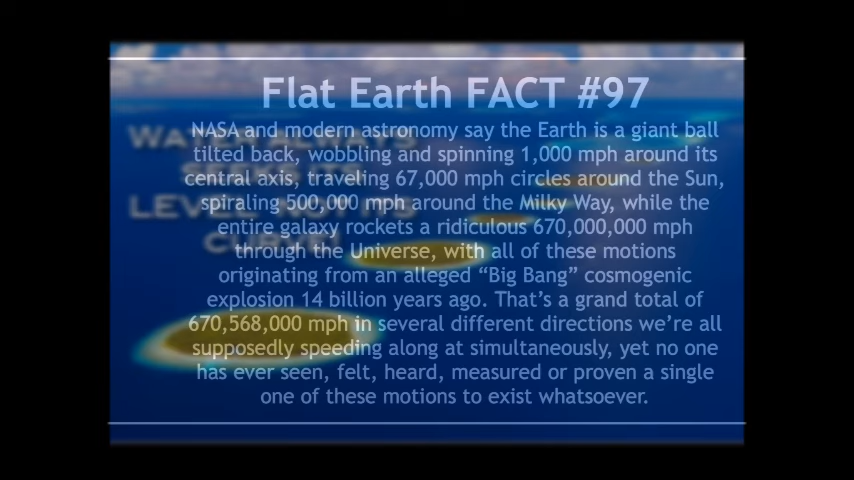 Flat Earth FACT #97
NASA and modern astronomy say the Earth is a giant ball
tilted back, wobbling and spinning 1,000 mph around its
central axis, traveling 67,000 mph circles around the Sun,
spiraling 500,000 mph around the Milky Way, while the
entire galaxy rockets a ridiculous 670,000,000 mph
through the Universe, with all of these motions
originating from an alleged “Big Bang” cosmogenic
explosion 14 billion years ago. That’s a grand total of
670,568,000 mph in several different directions we’re all
supposedly speeding along at simultaneously, yet no one
has ever seen, felt, heard, measured or proven a single
one of these motions to exist whatsoever.